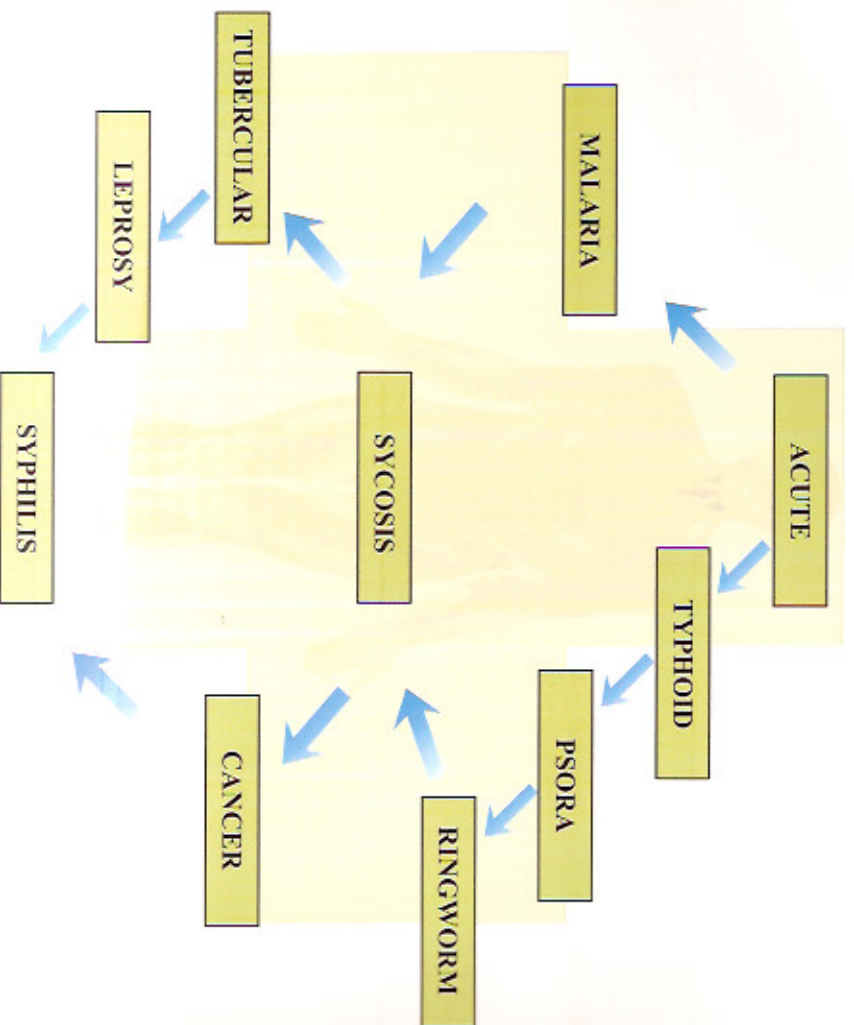 ACUTE
TYPHOID
MALARIA
PSORA
RINGWORM
SYCOSIS
TUBERCULAR
CANCER
LEPROSY
SYPHILIS